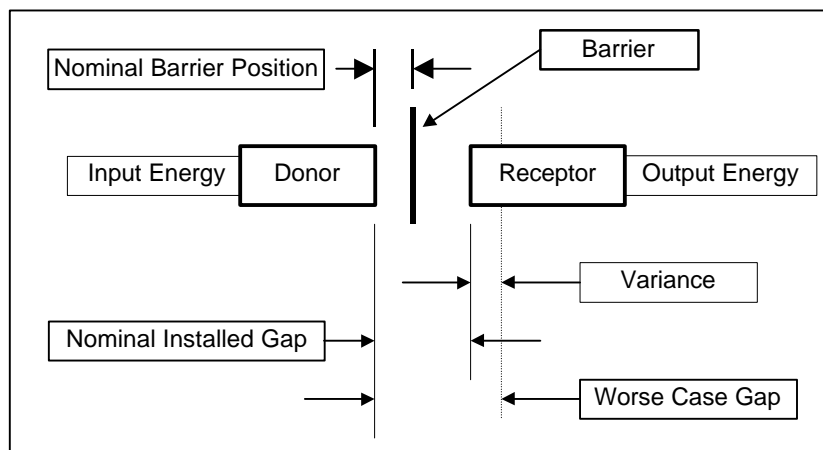 Barrier
Nominal Barrier Position
Input Energy
Donor
Receptor
Output Energy
Variance
Nominal Installed Gap
Worse Case Gap